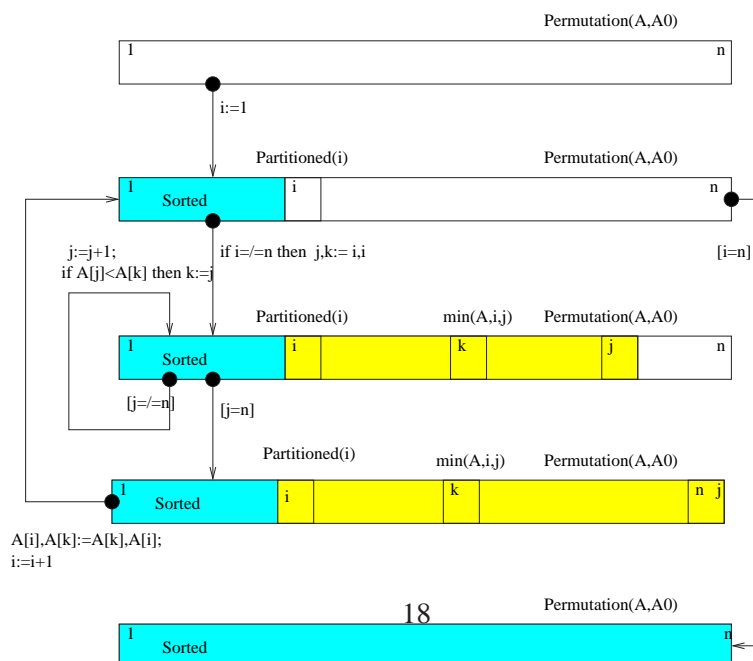 Permutation(A,A0)
1 n
i:=1
Partitioned(i) Permutation(A,A0)
1 i n
Sorted
j:=j+1; if i=/=n then j,k:= i,i [i=n]
if A[j]<A[k] then k:=j
Partitioned(i) min(A,i,j) Permutation(A,A0)
1 i k j n
Sorted
[j=/=n] [j=n]
Partitioned(i) min(A,i,j) Permutation(A,A0)
1 i k n j
Sorted
A[i],A[k]:=A[k],A[i];
i:=i+1
18 Permutation(A,A0)
1 n
Sorted